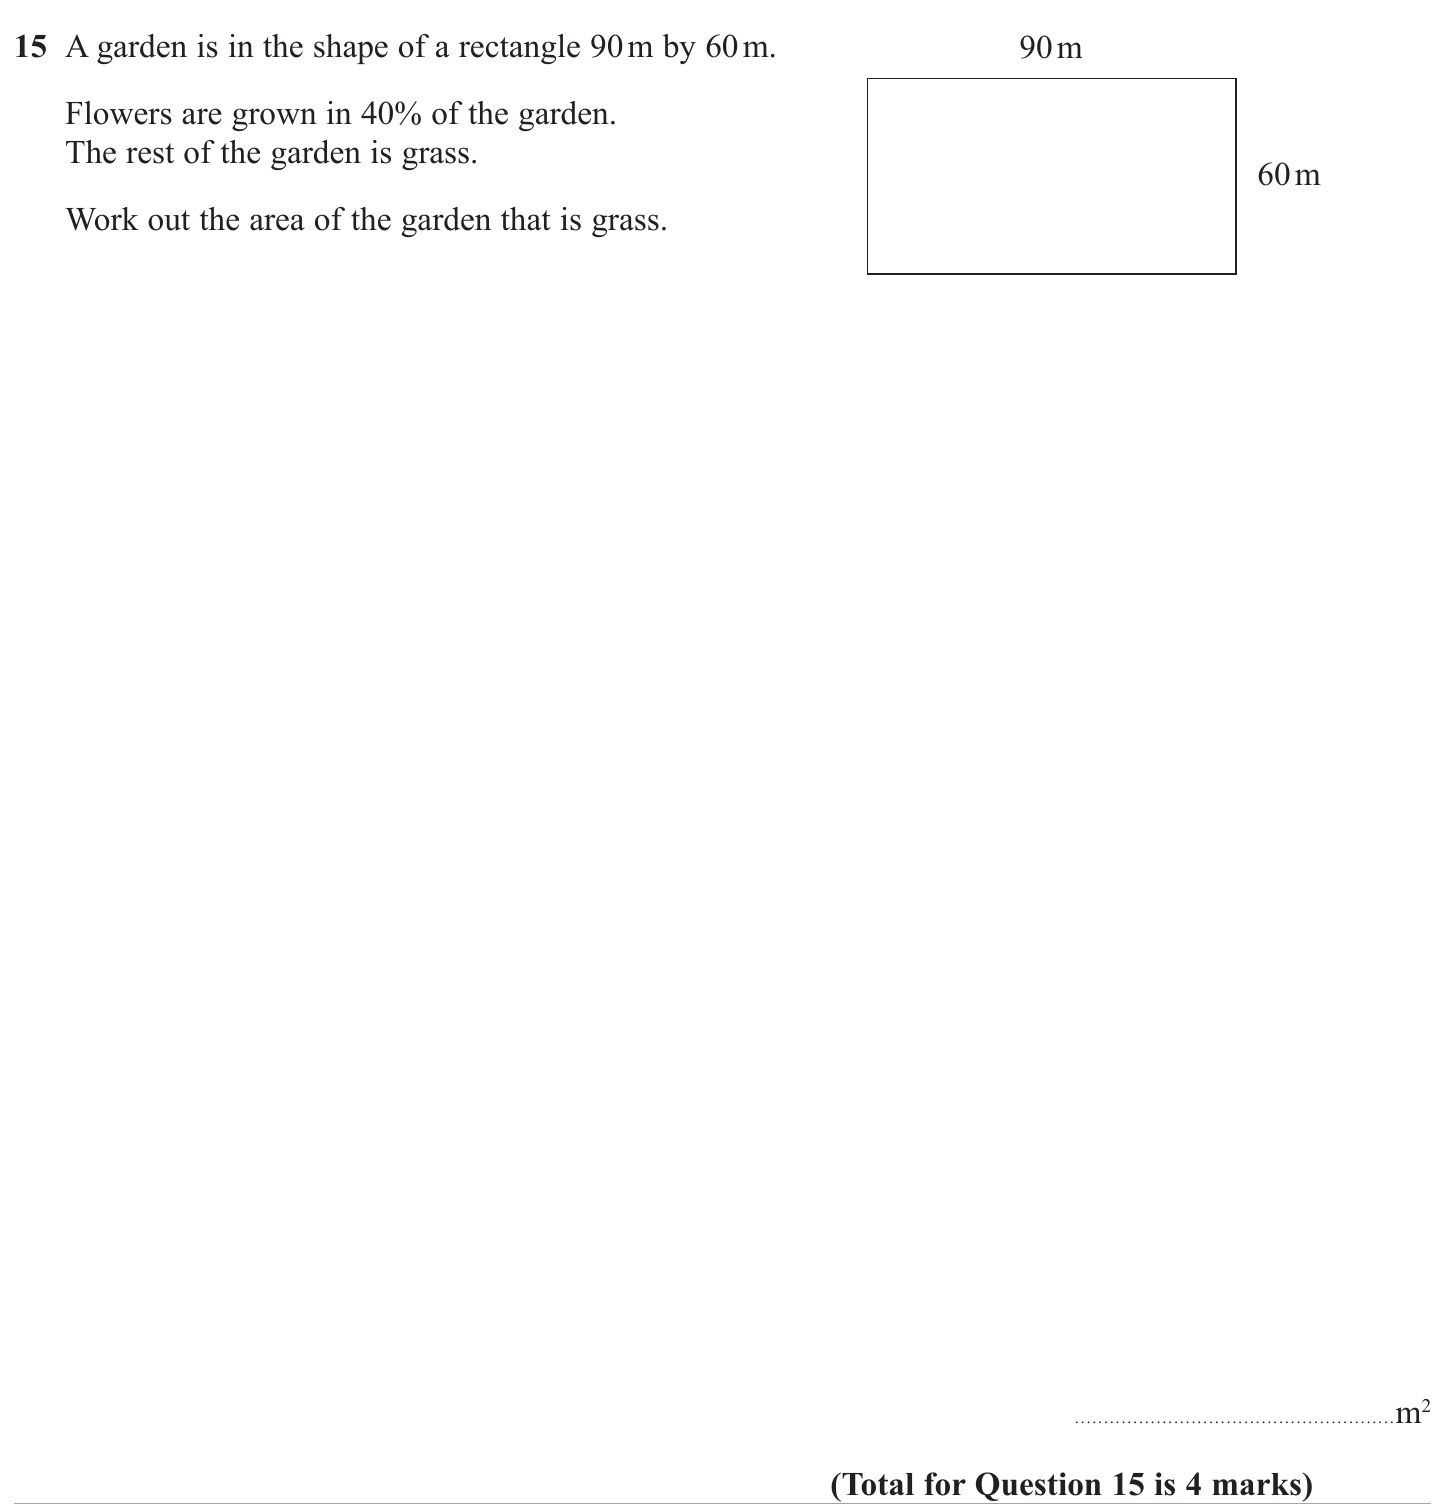 15 A garden is in the shape of a rectangle 90 m by 60 m.
90 m
Flowers are grown in 40% of the garden.
The rest of the garden is grass.
60 m
Work out the area of the garden that is grass.
.......................................................m²
(Total for Question 15 is 4 marks)